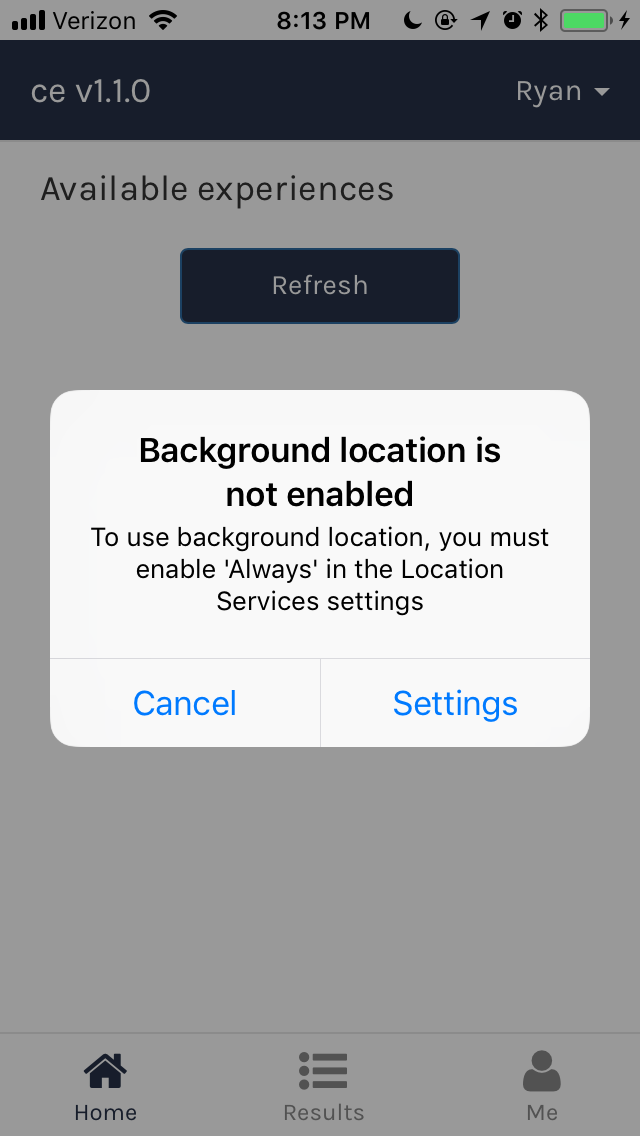 Verizon 8:13 PM
ce v1.1.0 Ryan
Available experiences
Refresh
Background location is
not enabled
To use background location, you must
enable 'Always' in the Location
Services settings
Cancel Settings
Home Results Me